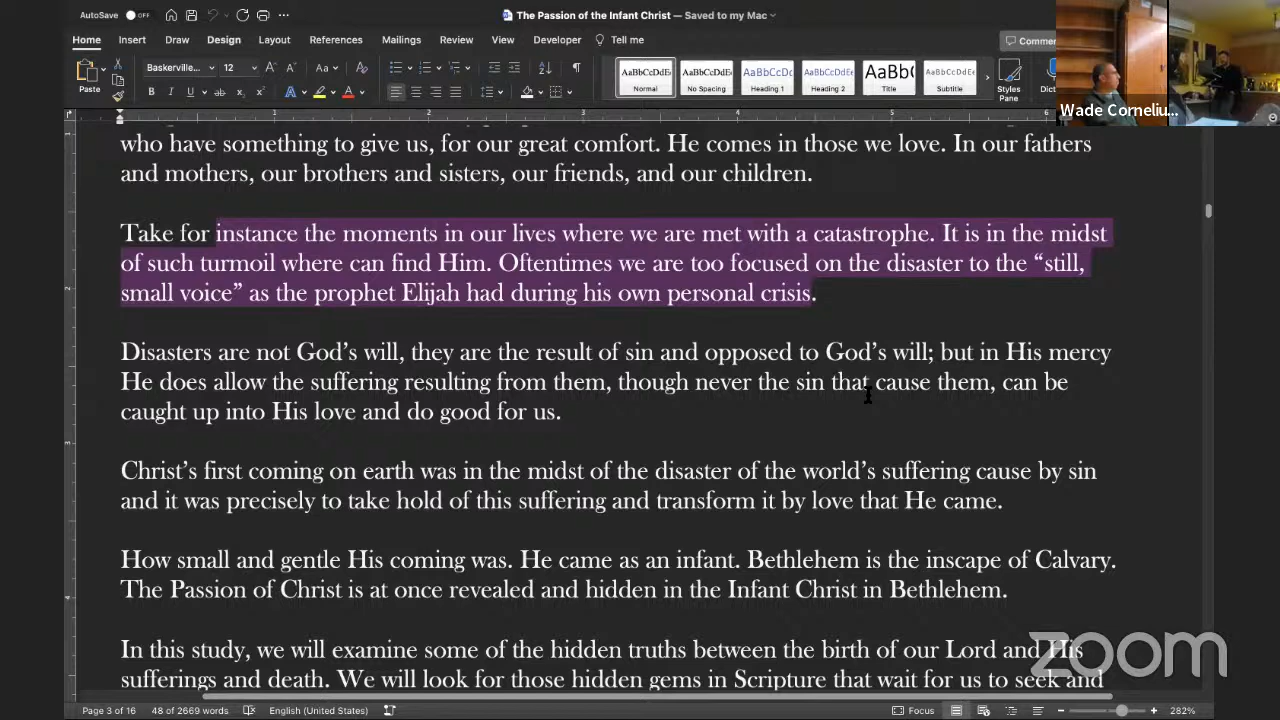 AutoSave OFF
The Passion of the Infant Christ — Saved to my Mac
Home Insert Draw Design Layout References Mailings Review View Developer Tell me
Comme
Paste
Baskerville... 12
AaBbCcDdEe AaBbCcDdEe AaBbCcDc AaBbCcDdEe AaBb( AaBbCcDdEe
Normal No Spacing Heading 1 Heading 2 Title Subtitle
Styles Pane
Dict
Wade Corneliu...
who have something to give us, for our great comfort. He comes in those we love. In our fathers
and mothers, our brothers and sisters, our friends, and our children.
Take for instance the moments in our lives where we are met with a catastrophe. It is in the midst
of such turmoil where can find Him. Oftentimes we are too focused on the disaster to the “still,
small voice” as the prophet Elijah had during his own personal crisis.
Disasters are not God’s will, they are the result of sin and opposed to God’s will; but in His mercy
He does allow the suffering resulting from them, though never the sin that cause them, can be
caught up into His love and do good for us.
Christ’s first coming on earth was in the midst of the disaster of the world’s suffering cause by sin
and it was precisely to take hold of this suffering and transform it by love that He came.
How small and gentle His coming was. He came as an infant. Bethlehem is the inscape of Calvary.
The Passion of Christ is at once revealed and hidden in the Infant Christ in Bethlehem.
In this study, we will examine some of the hidden truths between the birth of our Lord and His
sufferings and death. We will look for those hidden gems in Scripture that wait for us to seek and
zoom
Page 3 of 16 48 of 2669 words English (United States) Focus 282%